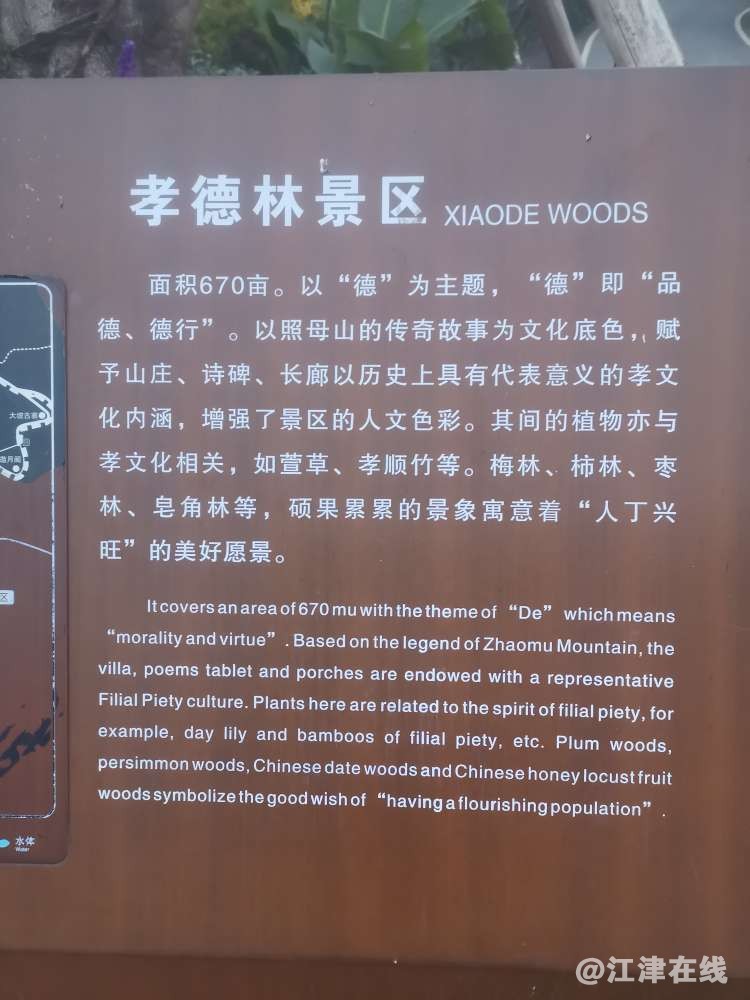 孝德林景区 XIAODE WOODS
面积670亩。以“德”为主题，“德”即“品
德、德行”。以照母山的传奇故事为文化底色，赋
予山庄、诗碑、长廊以历史上具有代表意义的孝文
化内涵，增强了景区的人文色彩。其间的植物亦与
孝文化相关，如萱草、孝顺竹等。梅林、柿林、枣
林、皂角林等，硕果累累的景象寓意着“人丁兴
旺”的美好愿景。
It covers an area of 670 mu with the theme of “De” which means
“morality and virtue”. Based on the legend of Zhaomu Mountain, the
villa, poems tablet and porches are endowed with a representative
Filial Piety culture. Plants here are related to the spirit of filial piety, for
example, day lily and bamboos of filial piety, etc. Plum woods,
persimmon woods, Chinese date woods and Chinese honey locust fruit
woods symbolize the good wish of “having a flourishing population”.
大坡古寨
邀月阁
区
水体
Water
@江津在线